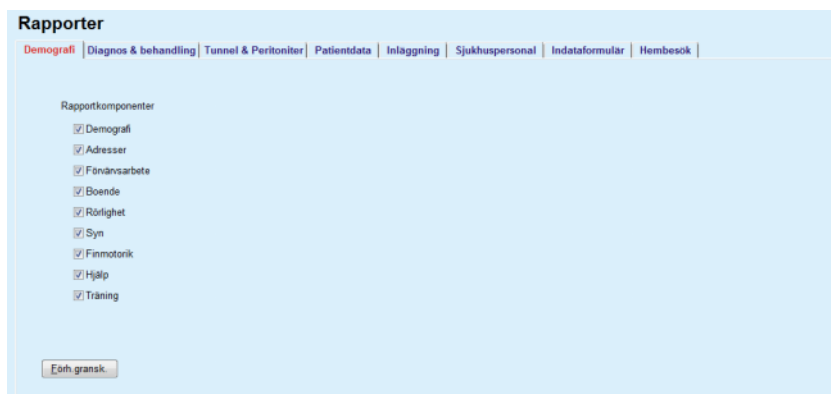 Rapporter
Demografi Diagnos & behandling Tunnel & Peritoniter Patientdata Inläggning Sjukhuspersonal Indataformulär Hembesök
Rapportkomponenter
Demografi
Adresser
Förvärvsarbete
Boende
Rörlighet
Syn
Finmotorik
Hjälp
Träning
Förh.gransk.